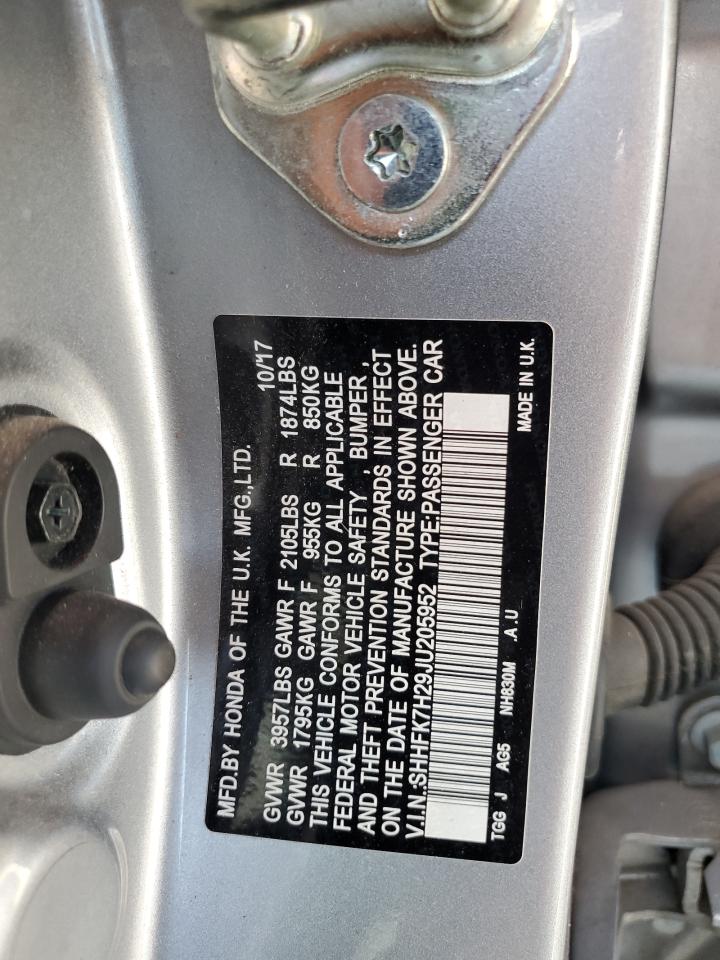 MFD.BY HONDA OF THE U.K. MFG.,LTD. 10/17
GVWR 3957LBS GAWR F 2105LBS R 1874LBS
GVWR 1795KG GAWR F 955KG R 850KG
THIS VEHICLE CONFORMS TO ALL APPLICABLE
FEDERAL MOTOR VEHICLE SAFETY , BUMPER ,
AND THEFT PREVENTION STANDARDS IN EFFECT
ON THE DATE OF MANUFACTURE SHOWN ABOVE.
V.I.N.:SHHFK7H29JU205952 TYPE:PASSENGER CAR
TGG J AG5 NH830M .A .U MADE IN U.K.